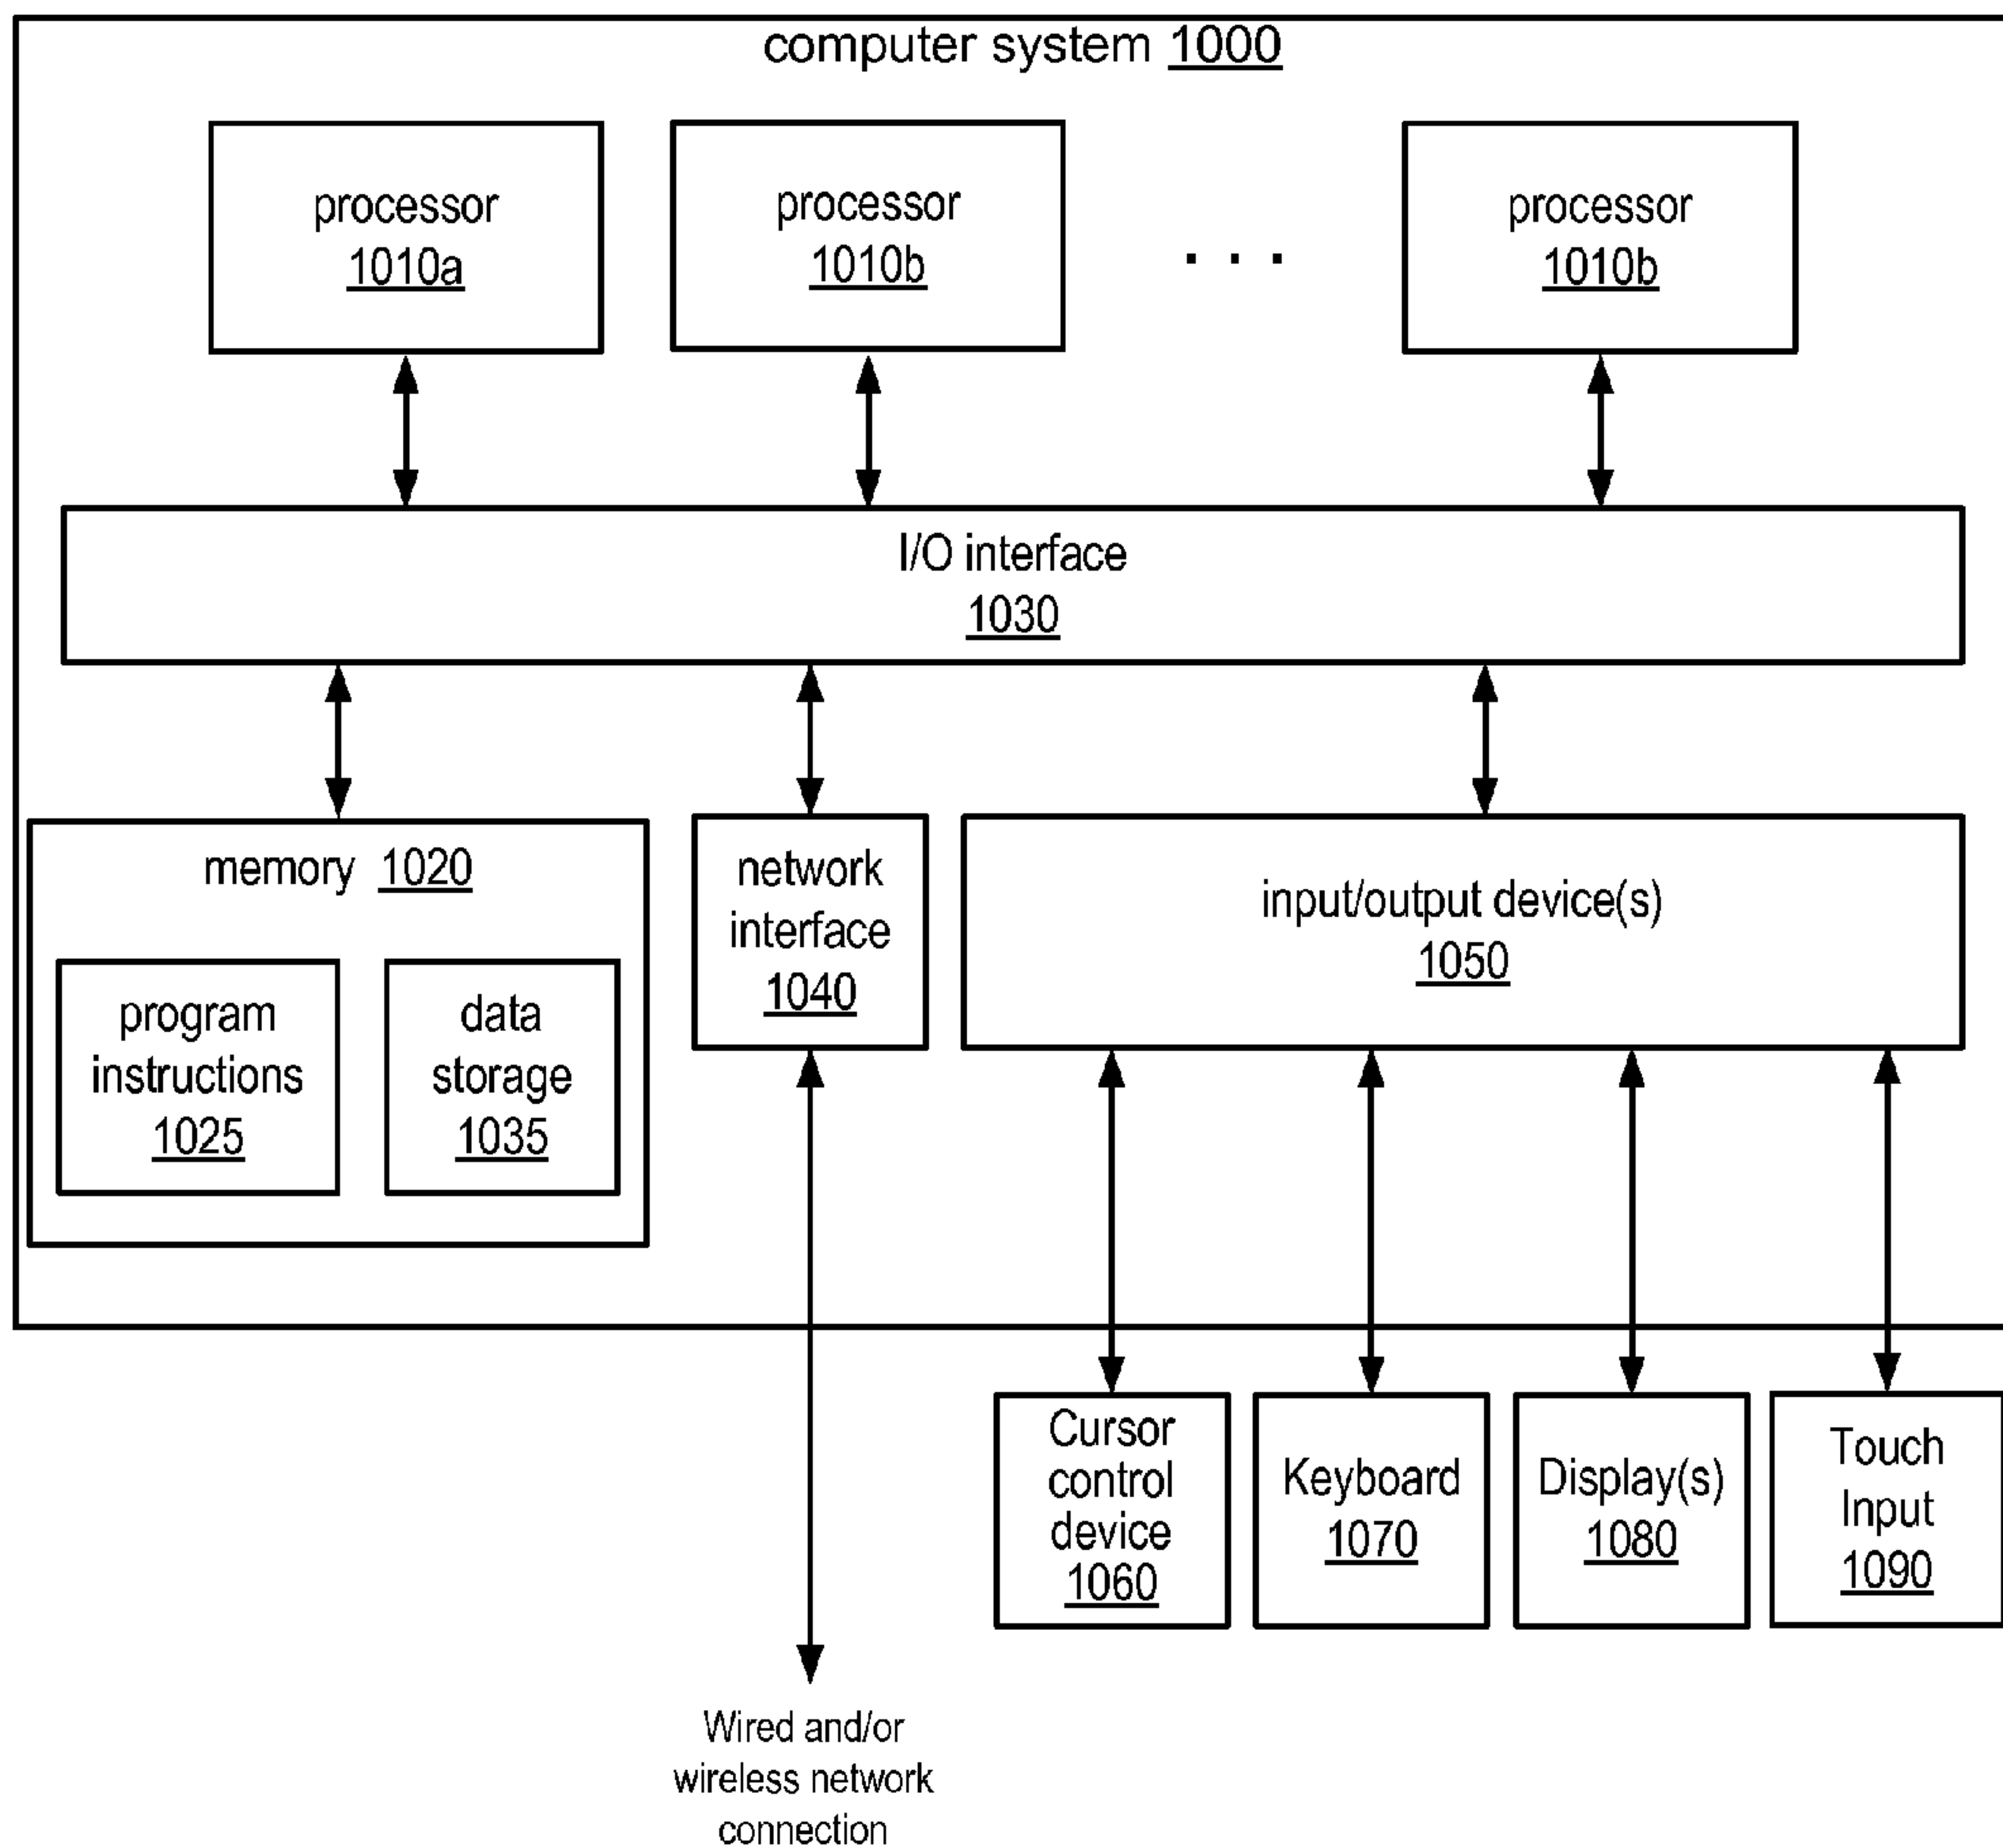 computer system 1000
processor
1010a
processor
1010b
. . .
processor
1010b
I/O interface
1030
memory 1020
program
instructions
1025
data
storage
1035
network
interface
1040
input/output device(s)
1050
Cursor
control
device
1060
Keyboard
1070
Display(s)
1080
Touch
Input
1090
Wired and/or
wireless network
connection